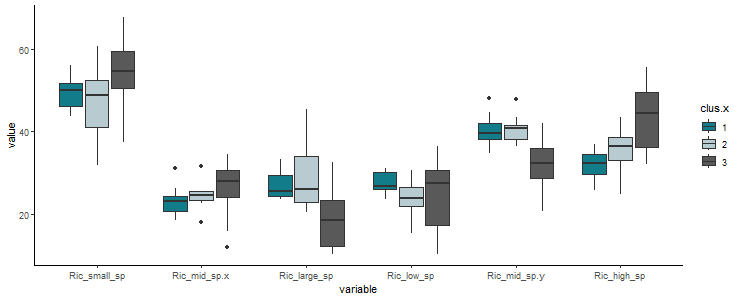 60
40
20
value
Ric_small_sp Ric_mid_sp.x Ric_large_sp Ric_low_sp Ric_mid_sp.y Ric_high_sp
variable
clus.x
1
2
3